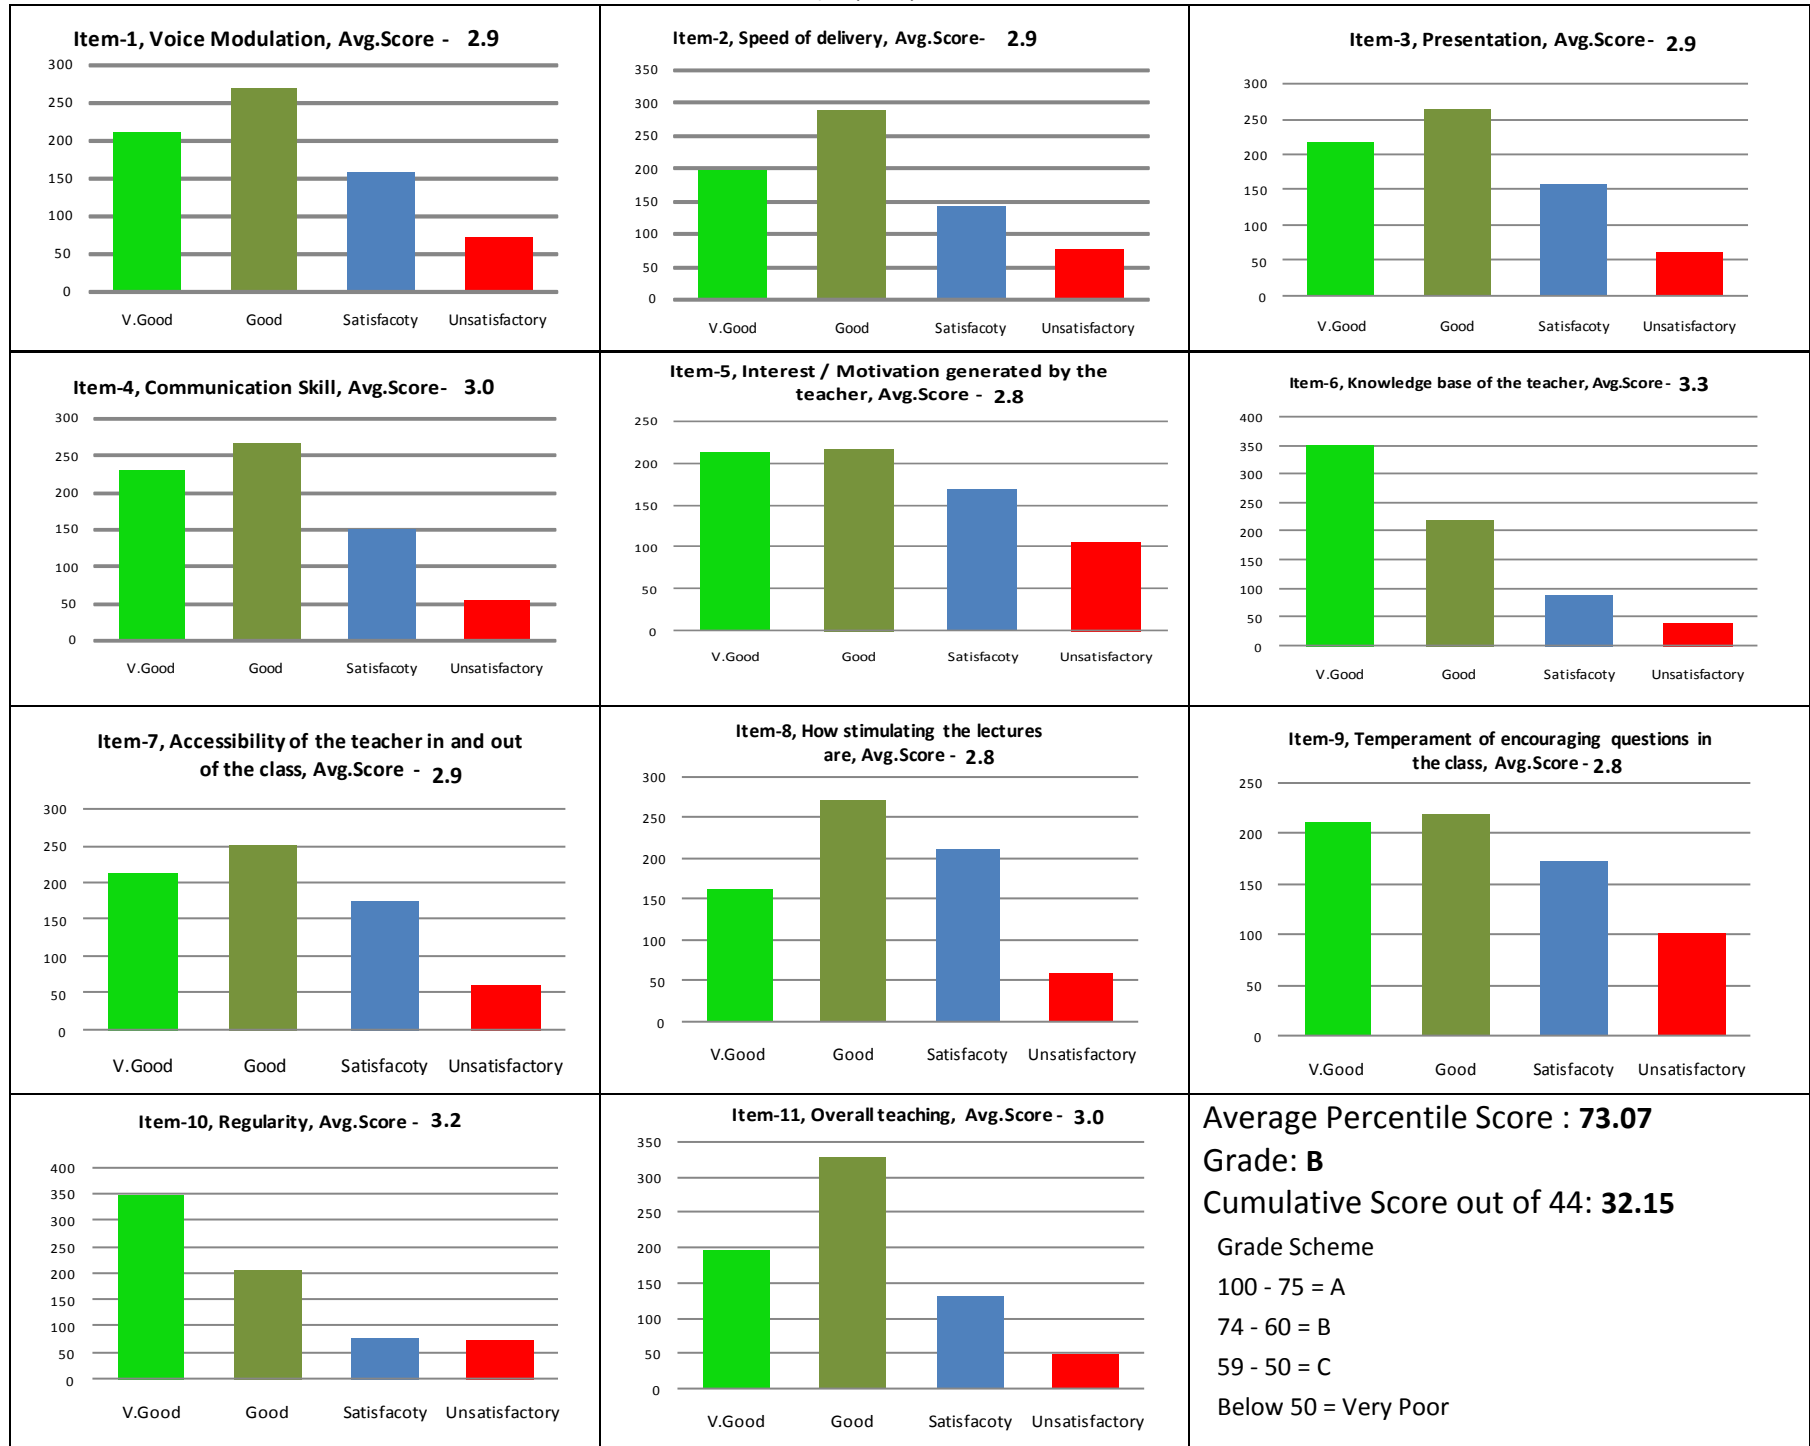 Item-1, Voice Modulation, Avg.Score - 2.9
300
250
200
150
100
50
0
V.Good Good Satisfacoty Unsatisfactory
Item-2, Speed of delivery, Avg.Score- 2.9
350
300
250
200
150
100
50
0
V.Good Good Satisfacoty Unsatisfactory
Item-3, Presentation, Avg.Score- 2.9
300
250
200
150
100
50
0
V.Good Good Satisfacoty Unsatisfactory
Item-4, Communication Skill, Avg.Score- 3.0
300
250
200
150
100
50
0
V.Good Good Satisfacoty Unsatisfactory
Item-5, Interest / Motivation generated by the
teacher, Avg.Score - 2.8
250
200
150
100
50
0
V.Good Good Satisfacoty Unsatisfactory
Item-6, Knowledge base of the teacher, Avg.Score - 3.3
400
350
300
250
200
150
100
50
0
V.Good Good Satisfacoty Unsatisfactory
Item-7, Accessibility of the teacher in and out
of the class, Avg.Score - 2.9
300
250
200
150
100
50
0
V.Good Good Satisfacoty Unsatisfactory
Item-8, How stimulating the lectures
are, Avg.Score - 2.8
300
250
200
150
100
50
0
V.Good Good Satisfacoty Unsatisfactory
Item-9, Temperament of encouraging questions in
the class, Avg.Score - 2.8
250
200
150
100
50
0
V.Good Good Satisfacoty Unsatisfactory
Item-10, Regularity, Avg.Score - 3.2
400
350
300
250
200
150
100
50
0
V.Good Good Satisfacoty Unsatisfactory
Item-11, Overall teaching, Avg.Score - 3.0
350
300
250
200
150
100
50
0
V.Good Good Satisfacoty Unsatisfactory
Average Percentile Score : 73.07
Grade: B
Cumulative Score out of 44: 32.15
Grade Scheme
100 - 75 = A
74 - 60 = B
59 - 50 = C
Below 50 = Very Poor